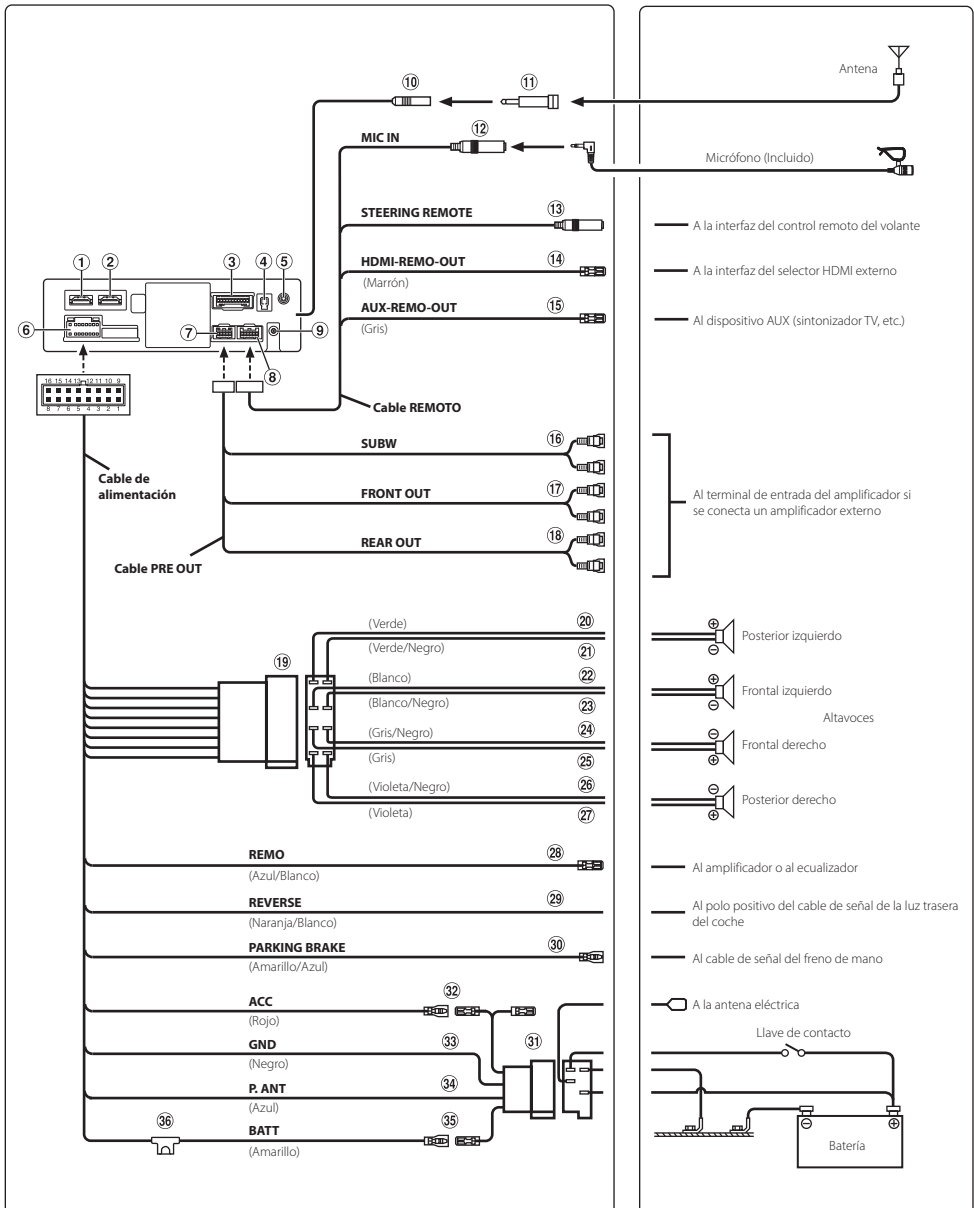 Antena
⑩
⑪
MIC IN
⑫
Micrófono (Incluido)
STEERING REMOTE
⑬
A la interfaz del control remoto del volante
HDMI-REMO-OUT
⑭
(Marrón)
A la interfaz del selector HDMI externo
AUX-REMO-OUT
⑮
(Gris)
Al dispositivo AUX (sintonizador TV, etc.)
①
②
③
④
⑤
⑥
⑦
⑧
⑨
16 15 14 13 12 11 10 9
8 7 6 5 4 3 2 1
Cable REMOTO
SUBW
⑯
Cable de
alimentación
FRONT OUT
⑰
Al terminal de entrada del amplificador si
se conecta un amplificador externo
REAR OUT
⑱
Cable PRE OUT
⑲
(Verde)
⑳
(Verde/Negro)
㉑
⊕
⊖
Posterior izquierdo
(Blanco)
㉒
(Blanco/Negro)
㉓
⊕
⊖
Frontal izquierdo
Altavoces
(Gris/Negro)
㉔
(Gris)
㉕
⊖
⊕
Frontal derecho
(Violeta/Negro)
㉖
(Violeta)
㉗
⊖
⊕
Posterior derecho
REMO
㉘
(Azul/Blanco)
Al amplificador o al ecualizador
REVERSE
㉙
(Naranja/Blanco)
Al polo positivo del cable de señal de la luz trasera
del coche
PARKING BRAKE
㉚
(Amarillo/Azul)
Al cable de señal del freno de mano
ACC
㉜
(Rojo)
A la antena eléctrica
Llave de contacto
GND
㉝
㉛
(Negro)
P. ANT
㉞
(Azul)
㊱
BATT
㉟
(Amarillo)
⊖
⊕
Batería